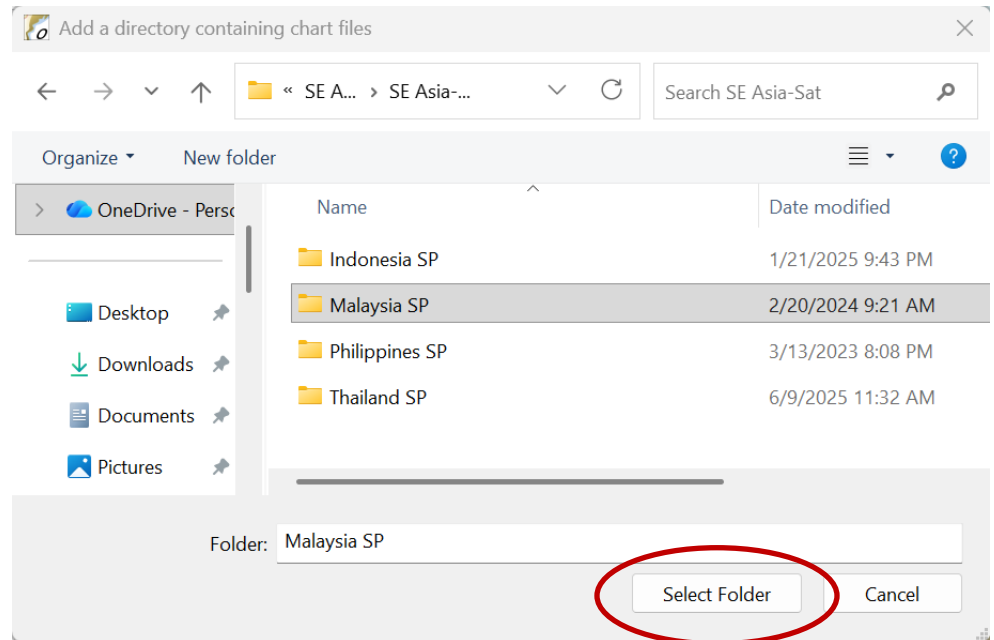 Add a directory containing chart files
« SE A... > SE Asia-...
Search SE Asia-Sat
Organize
New folder
?
OneDrive - Perso
Name
Date modified
Indonesia SP
1/21/2025 9:43 PM
Desktop
Malaysia SP
2/20/2024 9:21 AM
Downloads
Philippines SP
3/13/2023 8:08 PM
Documents
Thailand SP
6/9/2025 11:32 AM
Pictures
Folder:
Malaysia SP
Select Folder
Cancel